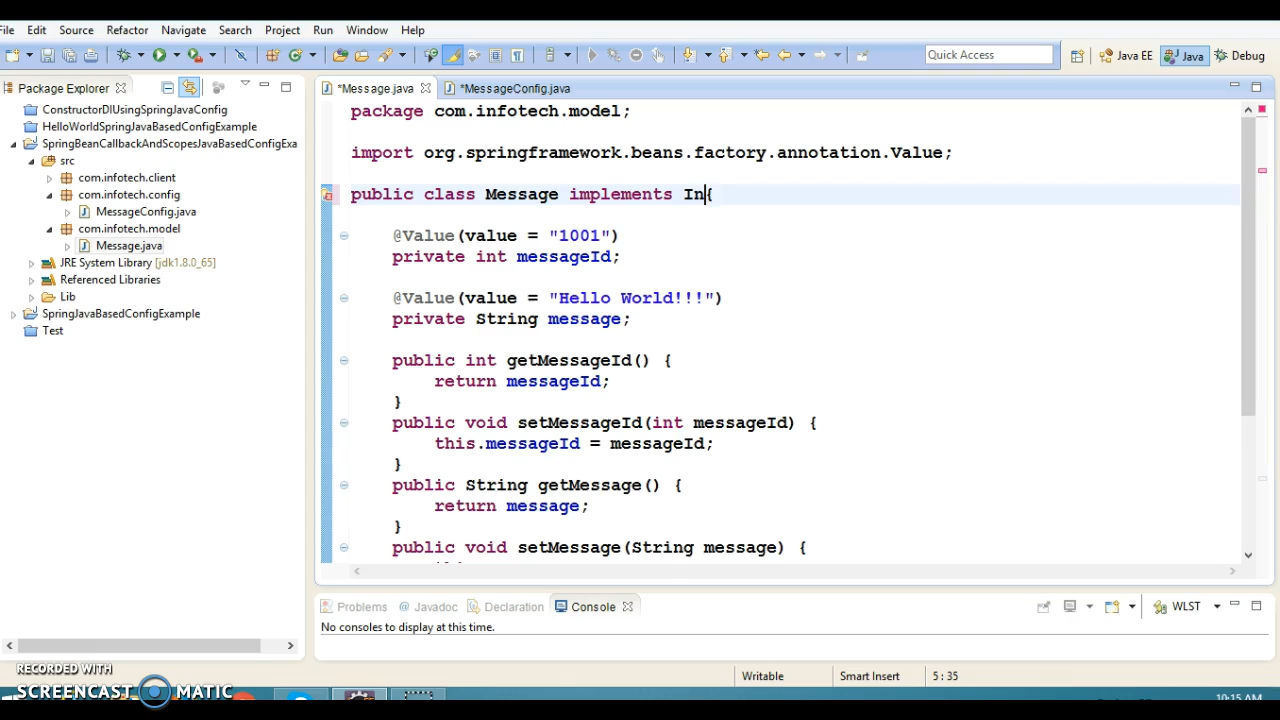 File Edit Source Refactor Navigate Search Project Run Window Help
Quick Access
Java EE
Java
Debug
Package Explorer
*Message.java
*MessageConfig.java
ConstructorDIUsingSpringJavaConfig
HelloWorldSpringJavaBasedConfigExample
SpringBeanCallbackAndScopesJavaBasedConfigExa
src
com.infotech.client
com.infotech.config
MessageConfig.java
com.infotech.model
Message.java
JRE System Library [jdk1.8.0_65]
Referenced Libraries
Lib
SpringJavaBasedConfigExample
Test
package com.infotech.model;
import org.springframework.beans.factory.annotation.Value;
public class Message implements In{
@Value(value = "1001")
private int messageId;
@Value(value = "Hello World!!!")
private String message;
public int getMessageId() {
return messageId;
}
public void setMessageId(int messageId) {
this.messageId = messageId;
}
public String getMessage() {
return message;
}
public void setMessage(String message) {
Problems
@ Javadoc
Declaration
Console
WLST
No consoles to display at this time.
Writable
Smart Insert
5 : 35
RECORDED WITH
SCREENCAST MATIC
10:15 AM